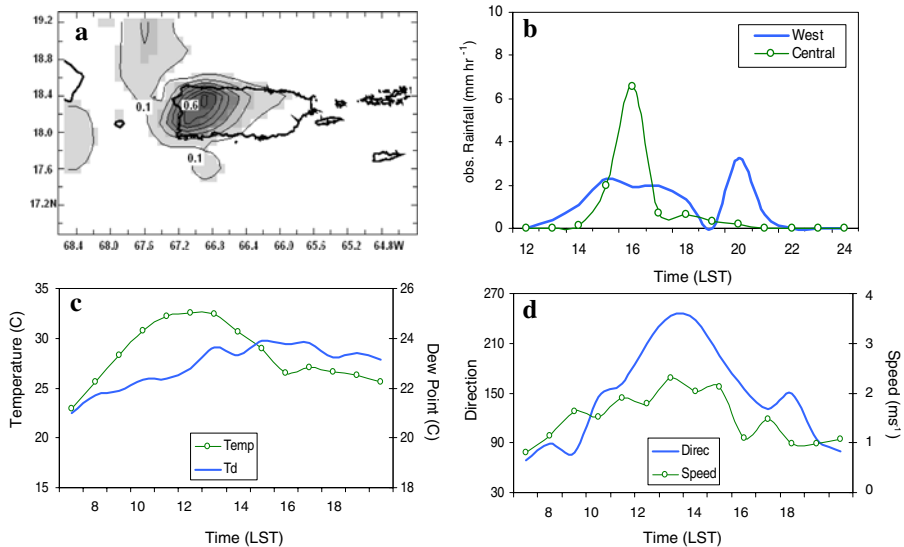 a
19.2
18.8
18.4
18.0
17.6
17.2N
0.1
0.6
0.1
68.4 68.0 67.6 67.2 66.8 66.4 66.0 65.6 65.2 64.8W
b
obs. Rainfall (mm hr-1)
10
8
6
4
2
0
West
Central
12 14 16 18 20 22 24
Time (LST)
c
Temperature (C)
35
30
25
20
15
26
24
22
20
18
Dew Point (C)
Temp
Td
8 10 12 14 16 18
Time (LST)
d
Direction
270
210
150
90
30
4
3
2
1
0
Speed (ms-1)
Direc
Speed
8 10 12 14 16 18
Time (LST)